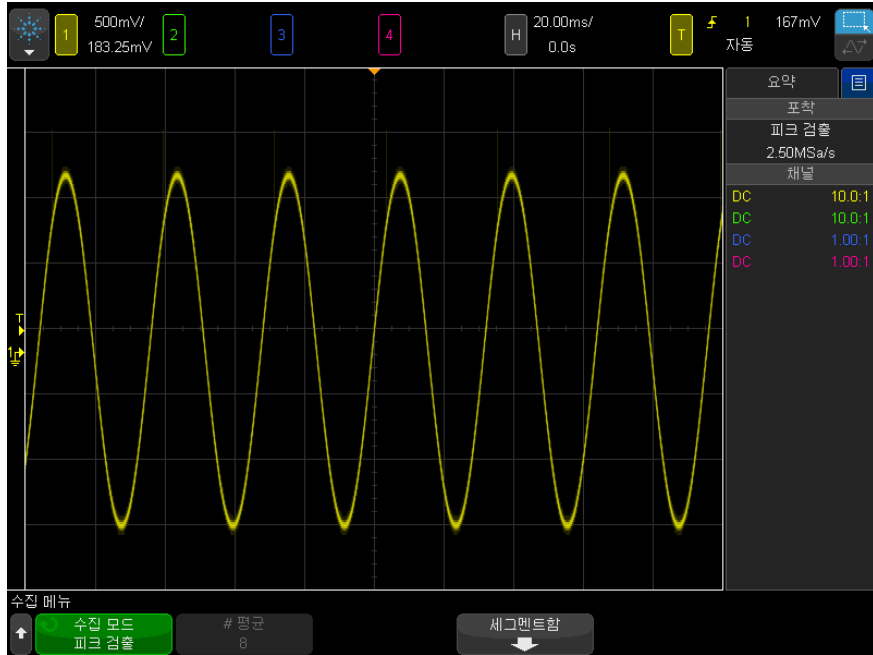 1 500mV/ 2 3 4 H 20.00ms/ T 1 167mV
183.25mV 0.0s 자동
요약
포착
피크 검출
2.50MSa/s
채널
DC 10.0:1
DC 10.0:1
DC 1.00:1
DC 1.00:1
T
1
수집 메뉴
수집 모드 # 평균 세그멘트함
피크 검출 8